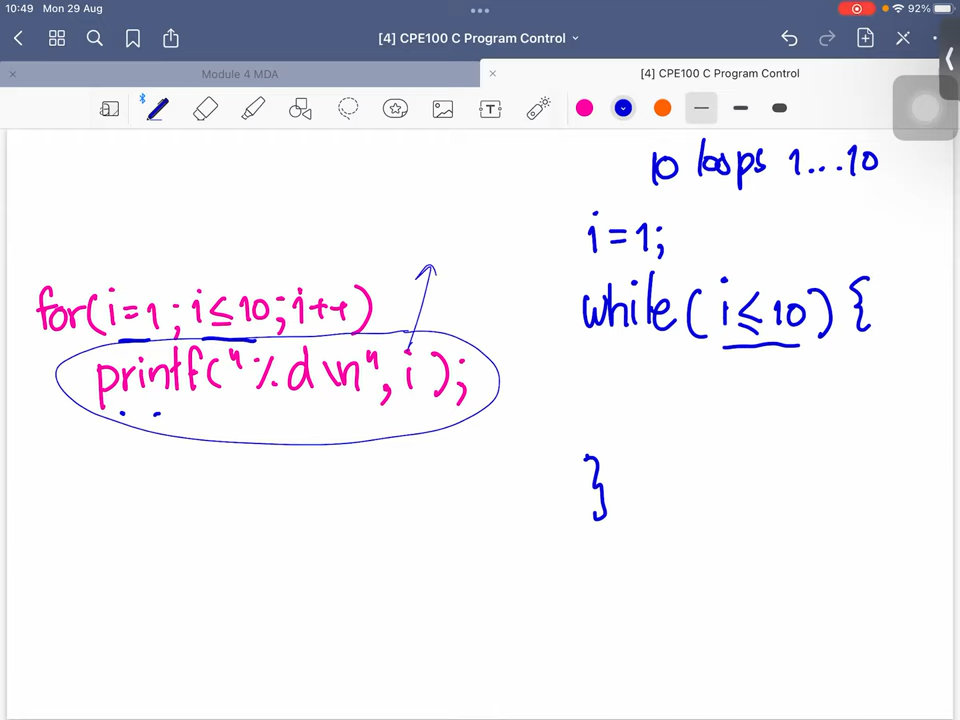 10:49 Mon 29 Aug
92%
[4] CPE100 C Program Control
Module 4 MDA
[4] CPE100 C Program Control
T
10 loops 1...10
i=1;
for(i=1;i≤10;i++)
while(i≤10){
printf("%d\n",i);
}